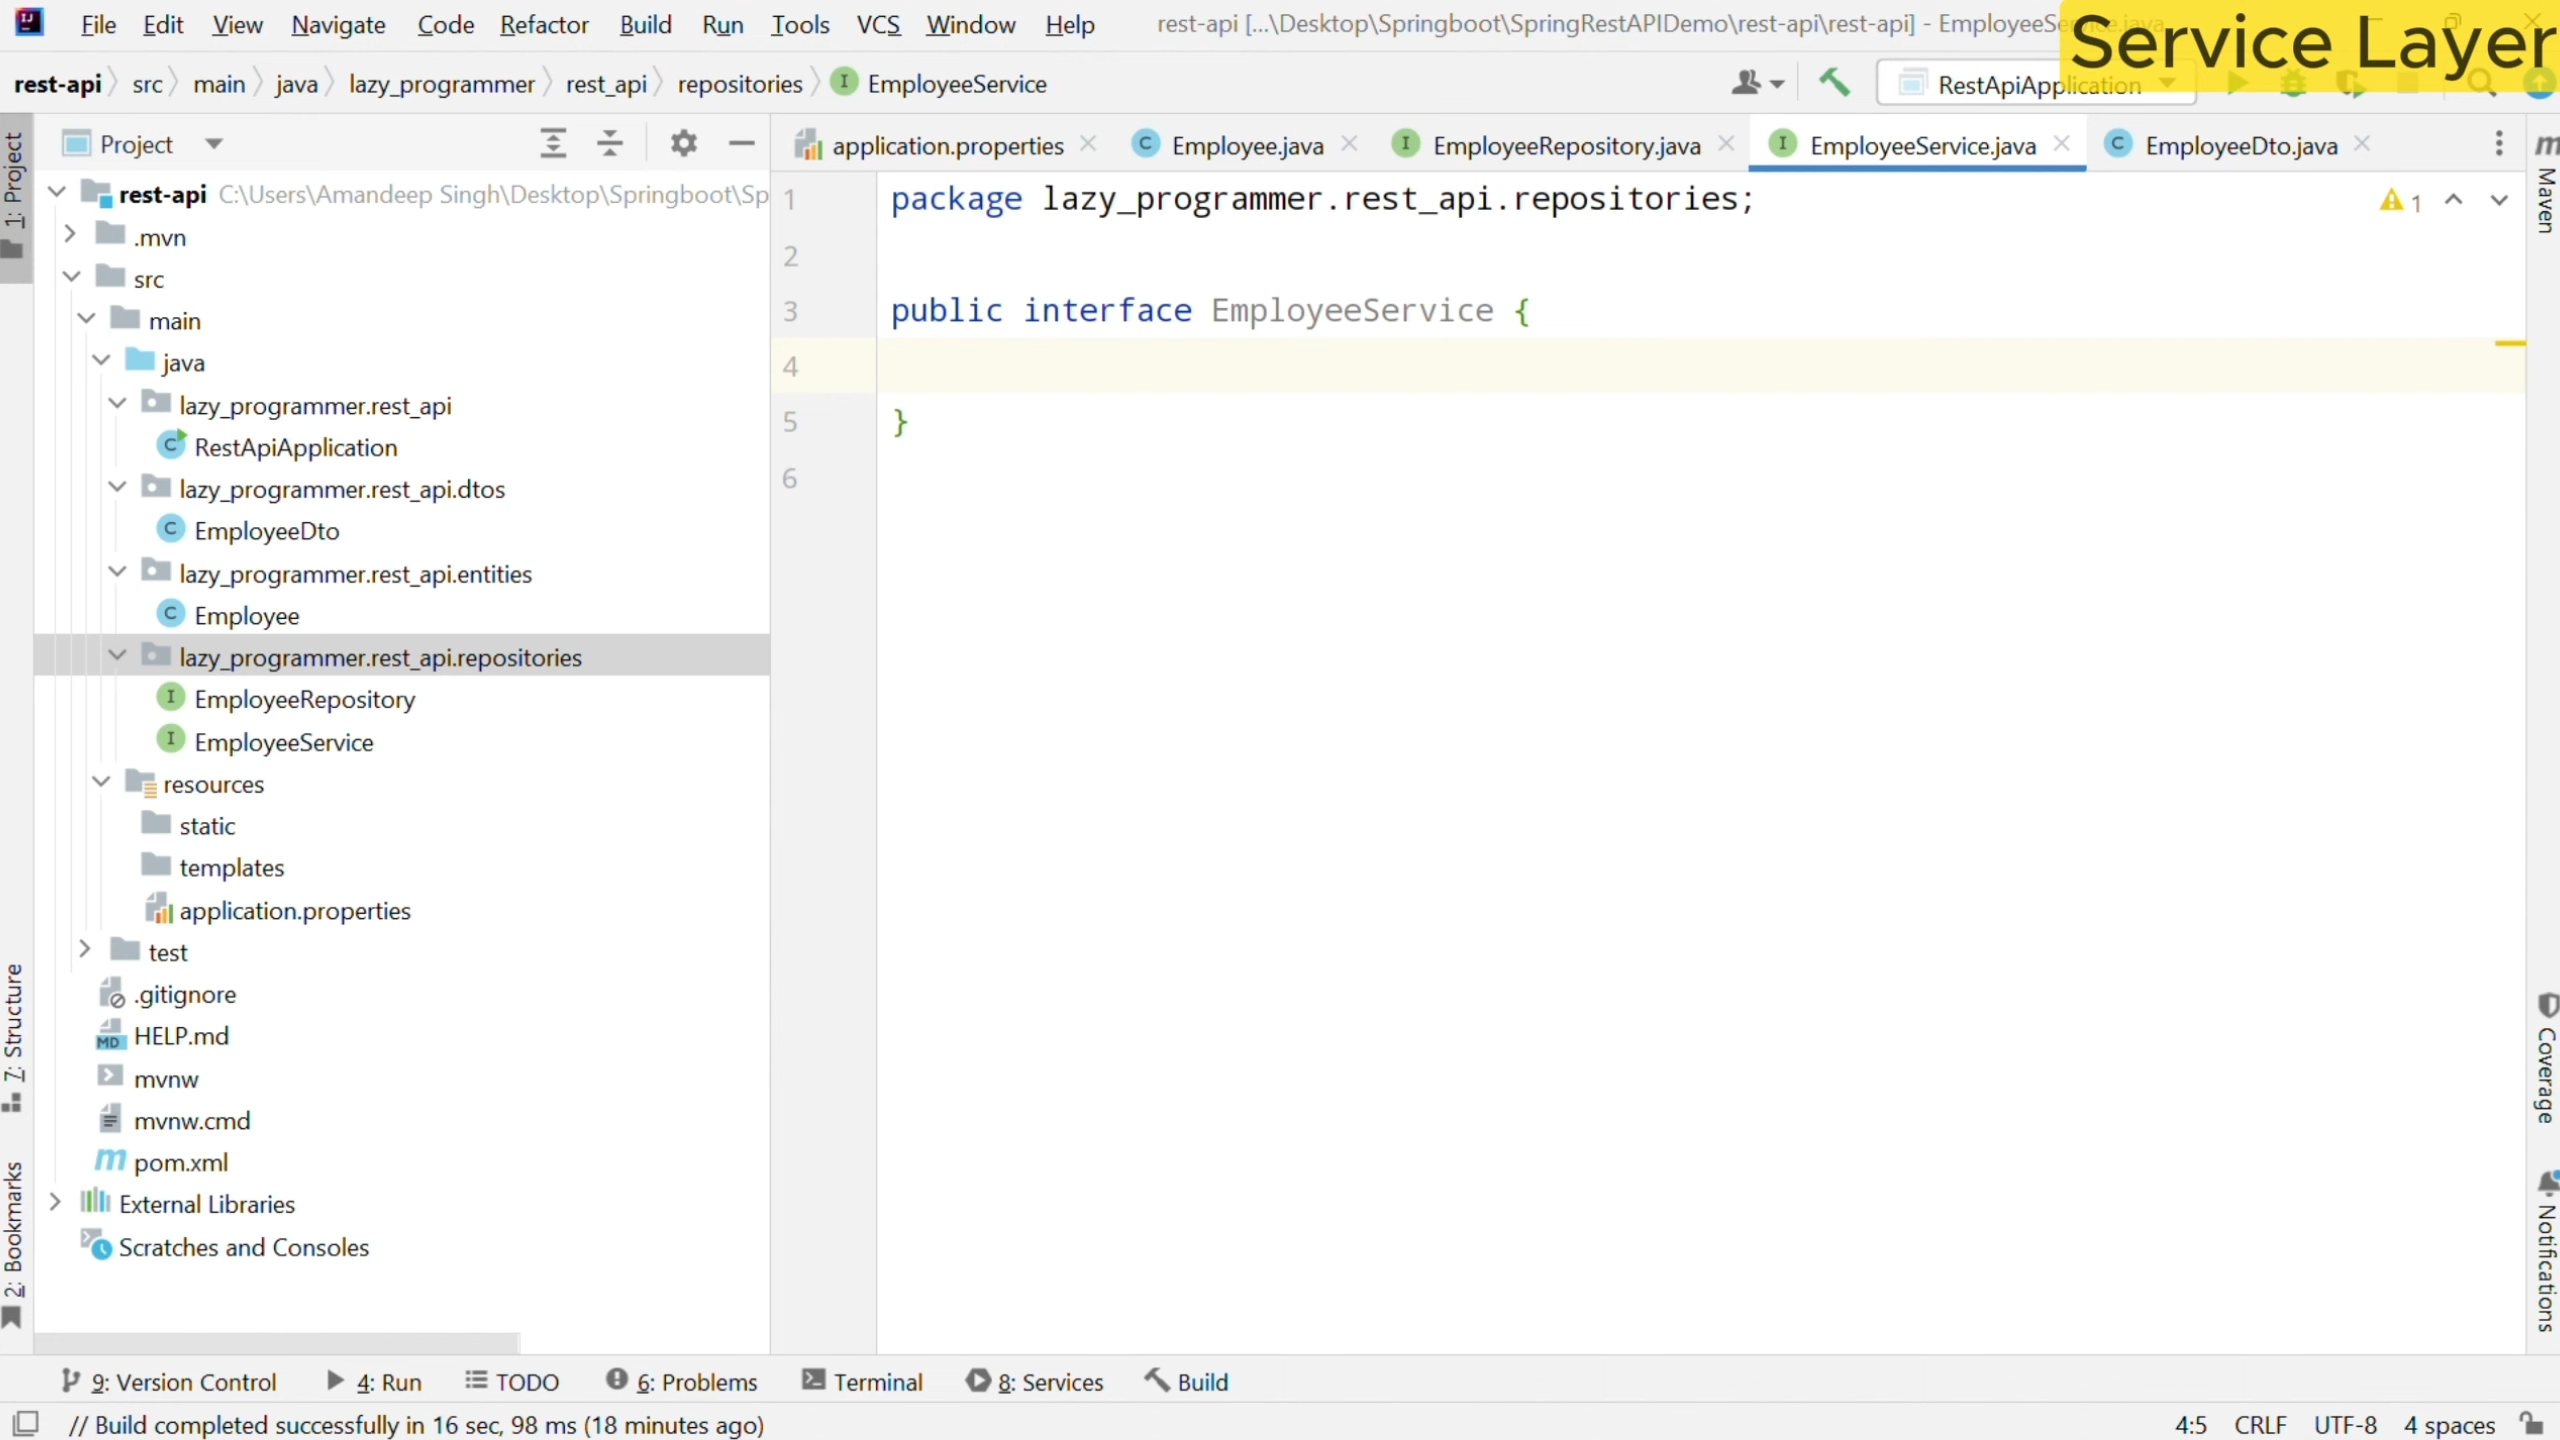 File Edit View Navigate Code Refactor Build Run Tools VCS Window Help rest-api [...\Desktop\Springboot\SpringRestAPIDemo\rest-api\rest-api] - EmployeeService.java
Service Layer
rest-api src main java lazy_programmer rest_api repositories EmployeeService RestApiApplication
Project application.properties Employee.java EmployeeRepository.java EmployeeService.java EmployeeDto.java
1: Project
7: Structure
2: Bookmarks
rest-api C:\Users\Amandeep Singh\Desktop\Springboot\Sp
.mvn
src
main
java
lazy_programmer.rest_api
RestApiApplication
lazy_programmer.rest_api.dtos
EmployeeDto
lazy_programmer.rest_api.entities
Employee
lazy_programmer.rest_api.repositories
EmployeeRepository
EmployeeService
resources
static
templates
application.properties
test
.gitignore
HELP.md
mvnw
mvnw.cmd
pom.xml
External Libraries
Scratches and Consoles
1 package lazy_programmer.rest_api.repositories;
2
3 public interface EmployeeService {
4
5 }
6
1
Maven
Coverage
Notifications
9: Version Control 4: Run TODO 6: Problems Terminal 8: Services Build
// Build completed successfully in 16 sec, 98 ms (18 minutes ago) 4:5 CRLF UTF-8 4 spaces